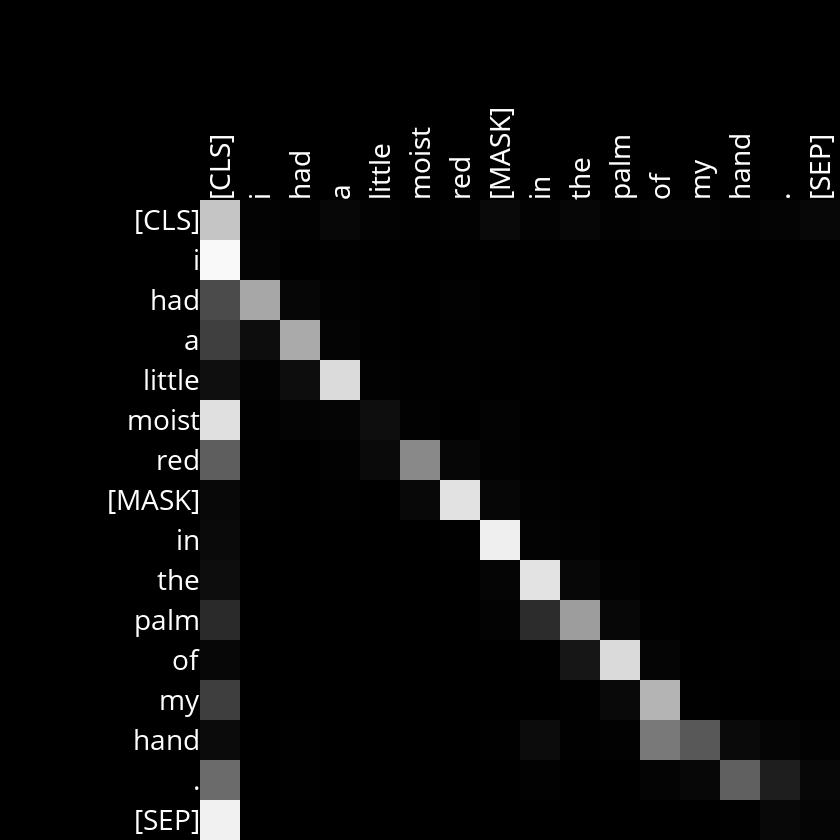 [CLS] i had a little moist red [MASK] in the palm of my hand . [SEP]
[CLS]
i
had
a
little
moist
red
[MASK]
in
the
palm
of
my
hand
.
[SEP]